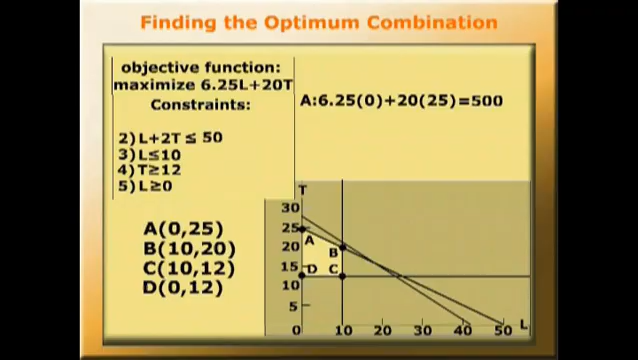 Finding the Optimum Combination
objective function:
maximize 6.25L+20T
Constraints:
2) L+2T ≤ 50
3) L≤10
4) T≥12
5) L≥0
A(0,25)
B(10,20)
C(10,12)
D(0,12)
A:6.25(0)+20(25)=500
T
30
25
A
20
B
15
D C
10
5
0 10 20 30 40 50 L